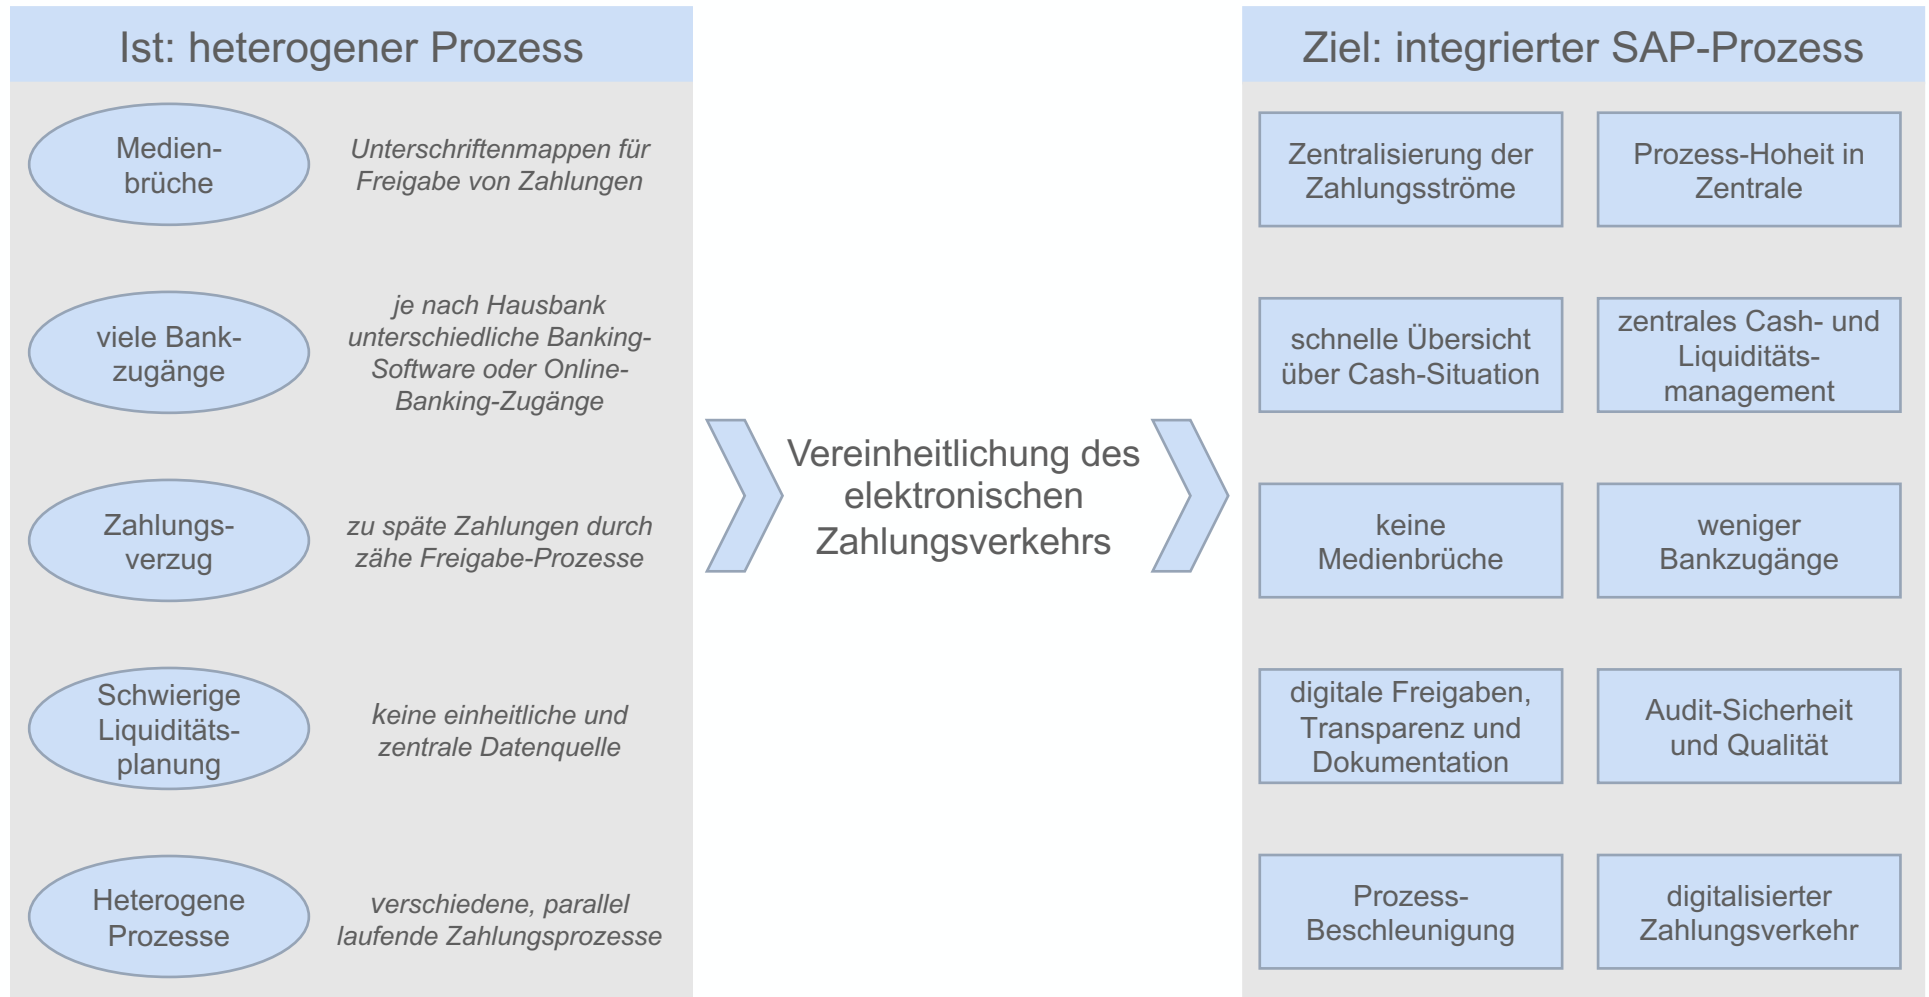 Ist: heterogener Prozess
Medien-
brüche
Unterschriftenmappen für
Freigabe von Zahlungen
viele Bank-
zugänge
je nach Hausbank
unterschiedliche Banking-
Software oder Online-
Banking-Zugänge
Zahlungs-
verzug
zu späte Zahlungen durch
zähe Freigabe-Prozesse
Schwierige
Liquiditäts-
planung
keine einheitliche und
zentrale Datenquelle
Heterogene
Prozesse
verschiedene, parallel
laufende Zahlungsprozesse
Vereinheitlichung des
elektronischen
Zahlungsverkehrs
Ziel: integrierter SAP-Prozess
Zentralisierung der
Zahlungsströme
Prozess-Hoheit in
Zentrale
schnelle Übersicht
über Cash-Situation
zentrales Cash- und
Liquiditäts-
management
keine
Medienbrüche
weniger
Bankzugänge
digitale Freigaben,
Transparenz und
Dokumentation
Audit-Sicherheit
und Qualität
Prozess-
Beschleunigung
digitalisierter
Zahlungsverkehr